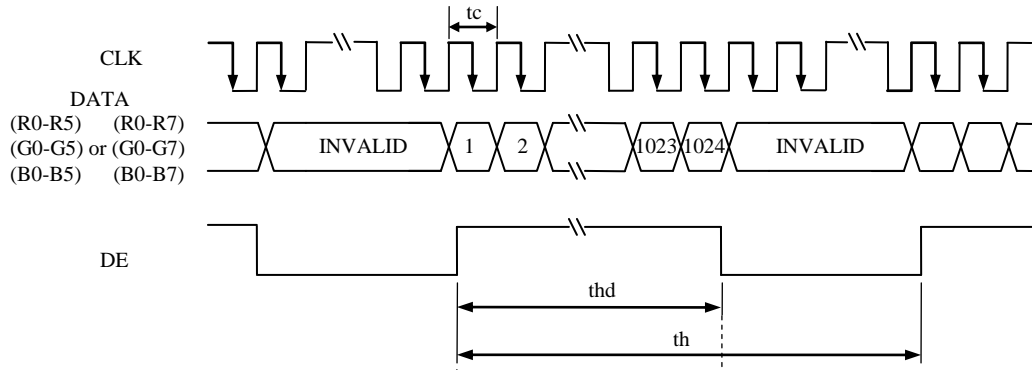 tc
CLK
DATA
(R0-R5) (R0-R7)
(G0-G5) or (G0-G7)
(B0-B5) (B0-B7)
INVALID 1 2 1023 1024 INVALID
DE
thd
th